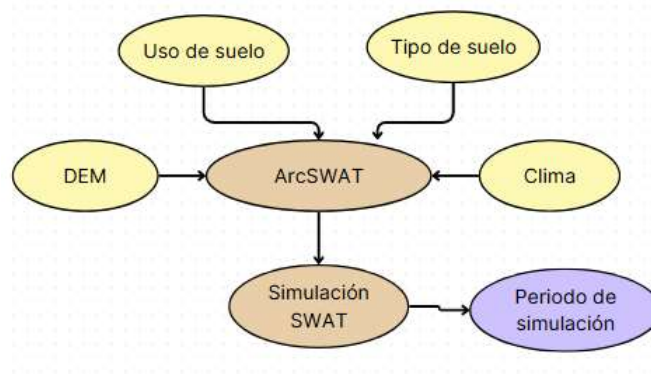 Uso de suelo
Tipo de suelo
DEM
ArcSWAT
Clima
Simulación
SWAT
Periodo de
simulación